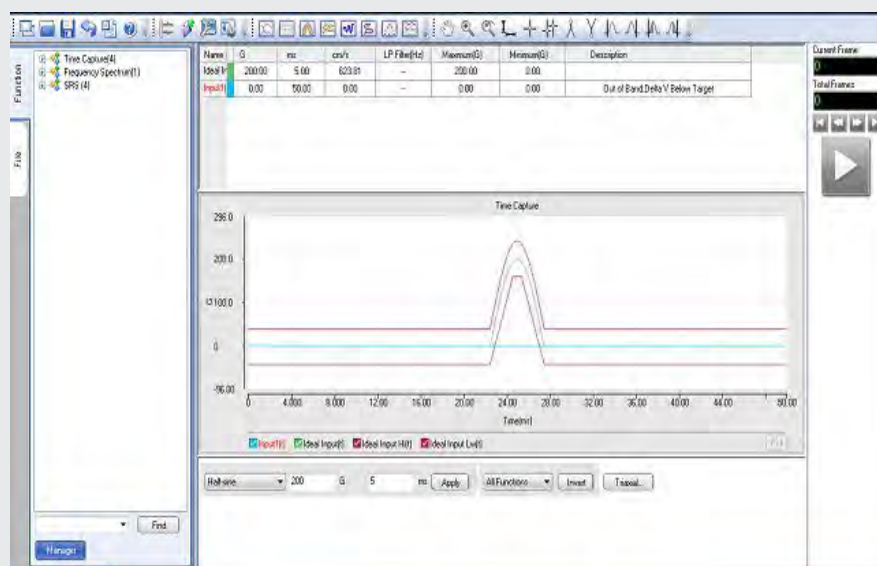 Function
File
Time Capture(4)
Frequency Spectrum(1)
SRS (4)
Find
Manager
Name G ms cm/s LP Filter(Hz) Maximum(G) Minimum(G) Description
Ideal Ir 200.00 5.00 623.81 -- 200.00 0.00
Input1( 0.00 50.00 0.00 -- 0.00 0.00 Out of Band.Delta V Below Target
Time Capture
296.0
200.0
G 100.0
0
-96.00
0 4.000 8.000 12.00 16.00 20.00 24.00 28.00 32.00 36.00 40.00 44.00 50.00
Time(ms)
Input1(t) Ideal Input(t) Ideal Input Hi(t) Ideal Input Lw(t)
Half-sine 200 G 5 ms Apply All Functions Invert Triaxial...
Current Frame
0
Total Frames
0